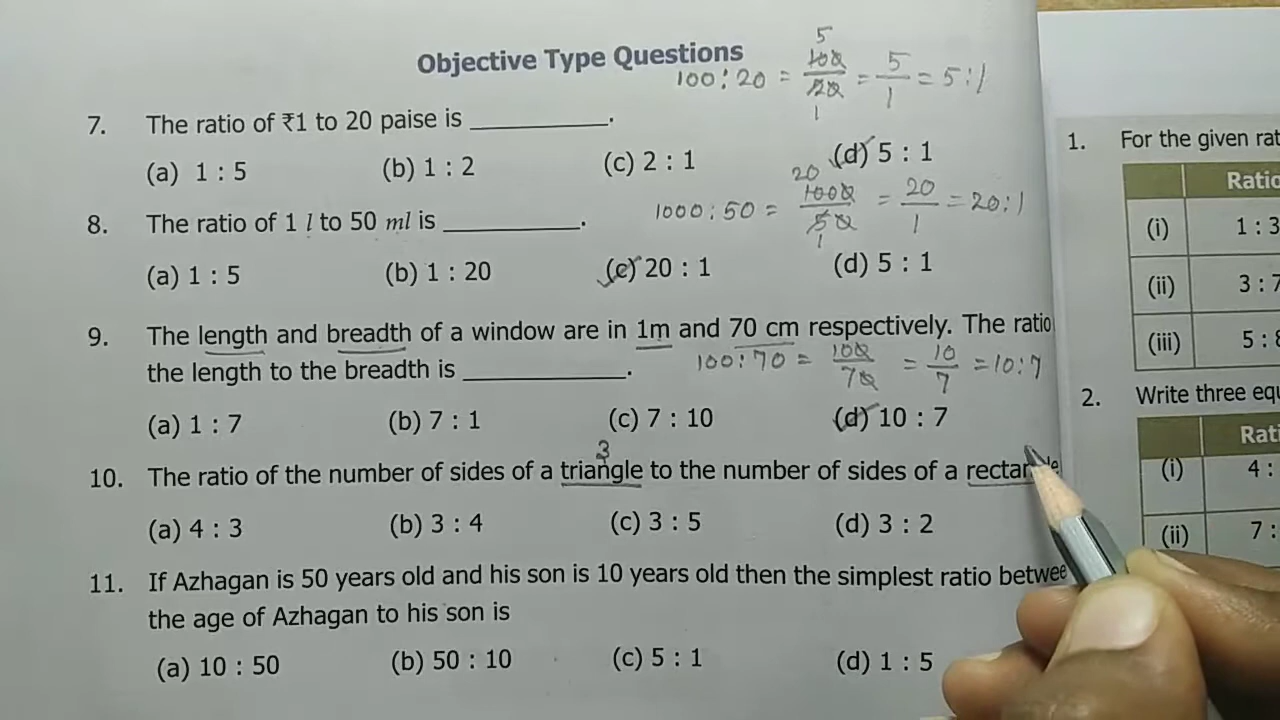 Objective Type Questions
100 : 20 = 100/20 = 5/1 = 5 : 1
5
1
7. The ratio of ₹1 to 20 paise is __________.
(a) 1 : 5 (b) 1 : 2 (c) 2 : 1 (d) 5 : 1
1000 : 50 = 1000/50 = 20/1 = 20 : 1
20
1
8. The ratio of 1 l to 50 ml is __________.
(a) 1 : 5 (b) 1 : 20 (c) 20 : 1 (d) 5 : 1
9. The length and breadth of a window are in 1m and 70 cm respectively. The ratio
the length to the breadth is ____________.
100 : 70 = 100/70 = 10/7 = 10 : 7
(a) 1 : 7 (b) 7 : 1 (c) 7 : 10 (d) 10 : 7
3
10. The ratio of the number of sides of a triangle to the number of sides of a
(a) 4 : 3 (b) 3 : 4 (c) 3 : 5 (d) 3 : 2
11. If Azhagan is 50 years old and his son is 10 years old then the simplest ratio betwee
the age of Azhagan to his son is
(a) 10 : 50 (b) 50 : 10 (c) 5 : 1 (d) 1 : 5
1. For the given rat
Ratio
(i) 1 : 3
(ii) 3 : 7
(iii) 5 : 8
2. Write three equ
Rati
(i) 4 :
(ii) 7 :